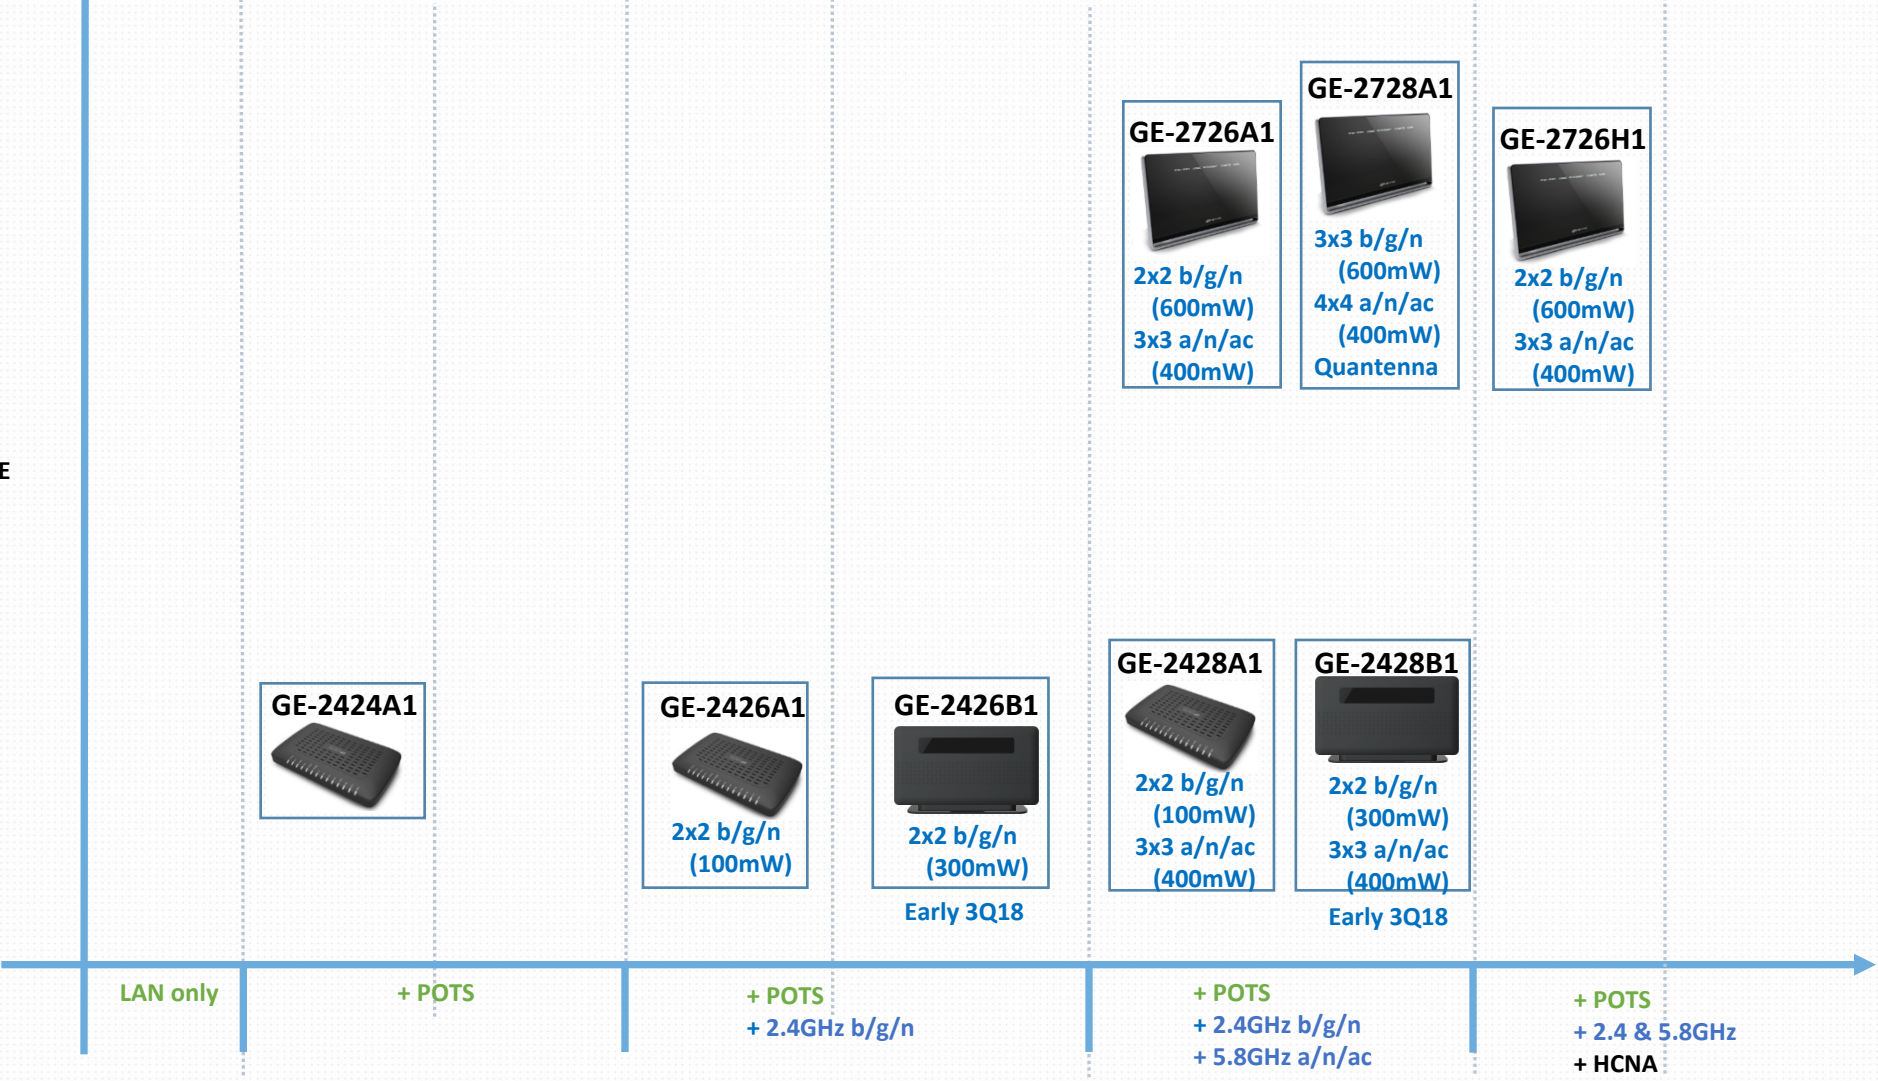 GE-2728A1
GE-2726A1
GE-2726H1
3x3 b/g/n
(600mW)
4x4 a/n/ac
(400mW)
Quantenna
2x2 b/g/n
(600mW)
3x3 a/n/ac
(400mW)
2x2 b/g/n
(600mW)
3x3 a/n/ac
(400mW)
E
GE-2428A1
GE-2428B1
GE-2424A1
GE-2426A1
GE-2426B1
2x2 b/g/n
(100mW)
2x2 b/g/n
(300mW)
Early 3Q18
2x2 b/g/n
(100mW)
3x3 a/n/ac
(400mW)
2x2 b/g/n
(300mW)
3x3 a/n/ac
(400mW)
Early 3Q18
LAN only
+ POTS
+ POTS
+ 2.4GHz b/g/n
+ POTS
+ 2.4GHz b/g/n
+ 5.8GHz a/n/ac
+ POTS
+ 2.4 & 5.8GHz
+ HCNA